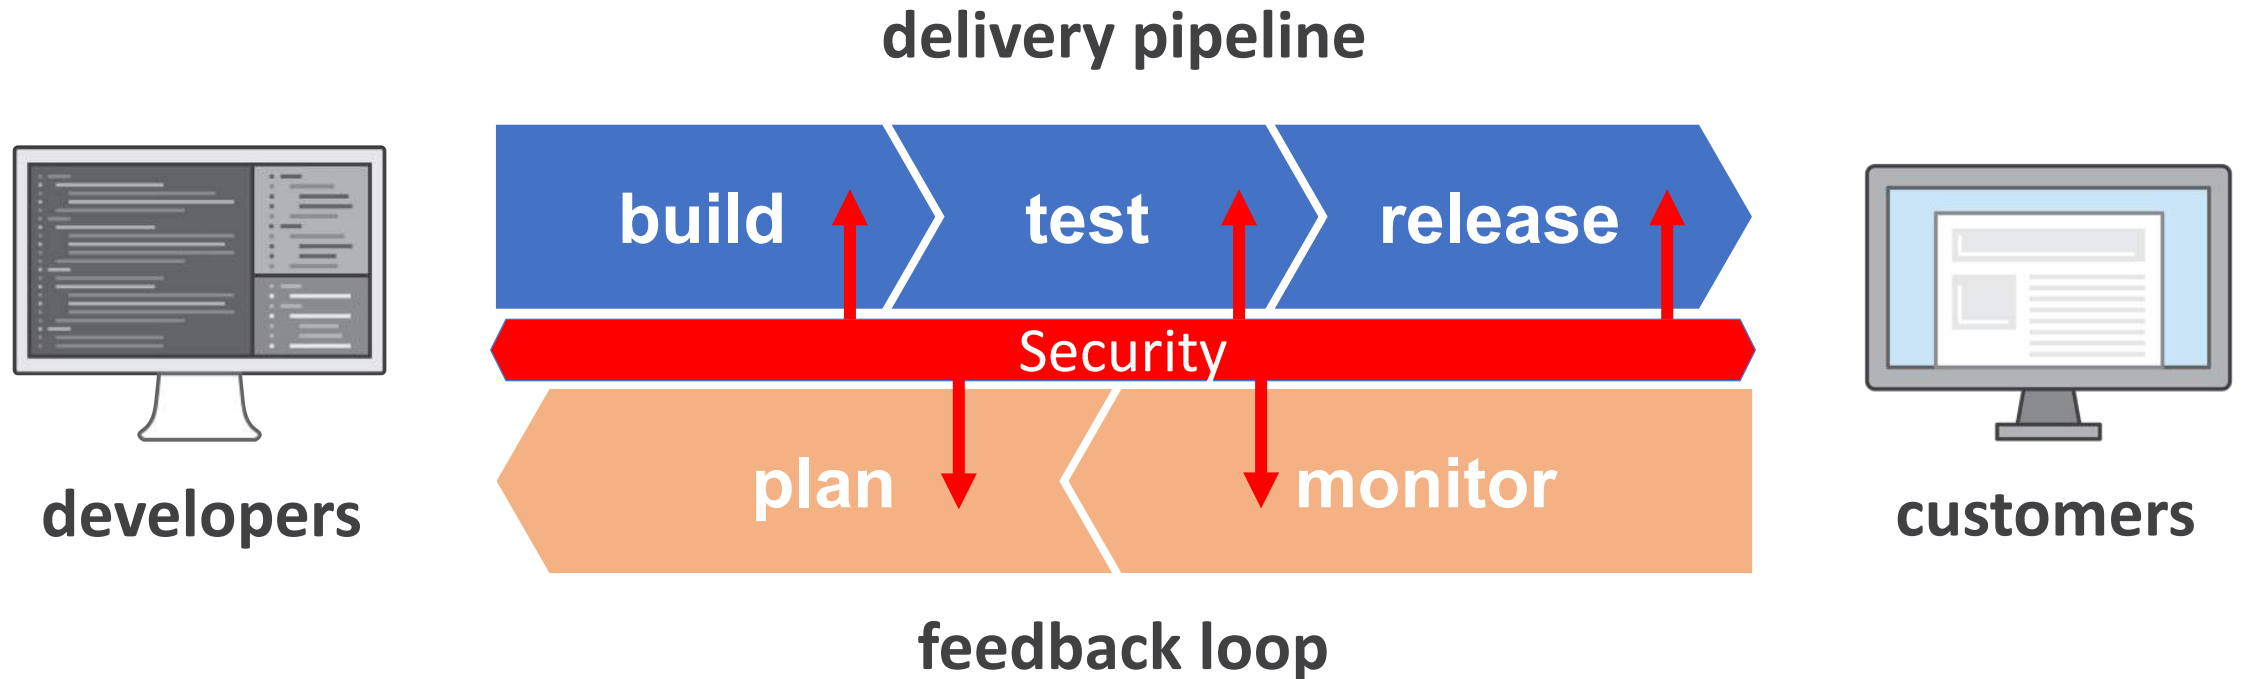 delivery pipeline
build
test
release
Security
plan
monitor
developers
customers
feedback loop